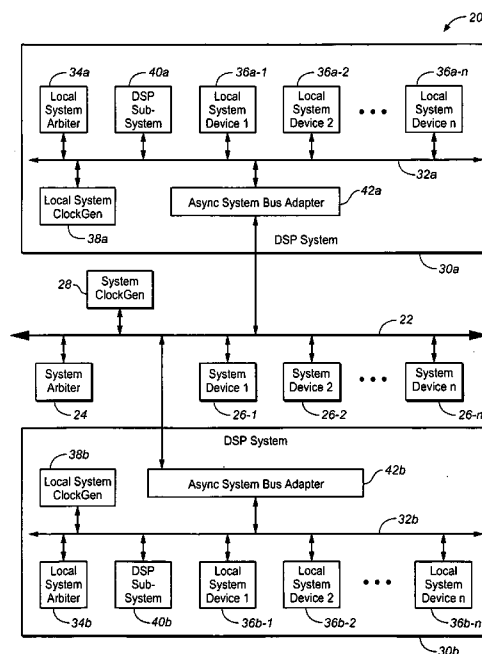 20
34a
40a
36a-1
36a-2
36a-n
Local
System
Arbiter
DSP
Sub-
System
Local
System
Device 1
Local
System
Device 2
Local
System
Device n
32a
Local System
ClockGen
Async System Bus Adapter
38a
42a
DSP System
30a
28
System
ClockGen
22
System
Arbiter
System
Device 1
System
Device 2
System
Device n
24
26-1
26-2
26-n
DSP System
38b
Local System
ClockGen
Async System Bus Adapter
42b
32b
Local
System
Arbiter
DSP
Sub-
System
Local
System
Device 1
Local
System
Device 2
Local
System
Device n
34b
40b
36b-1
36b-2
36b-n
30b